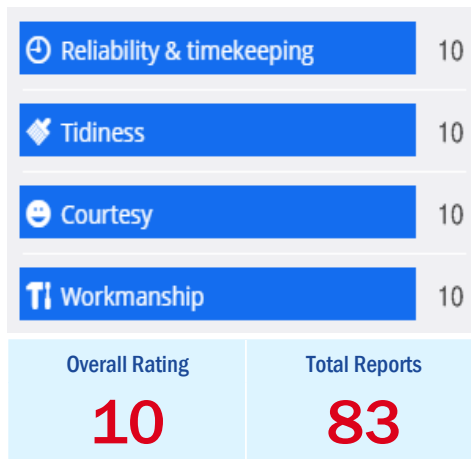 Reliability & timekeeping 10
Tidiness 10
Courtesy 10
Workmanship 10
Overall Rating Total Reports
10 83